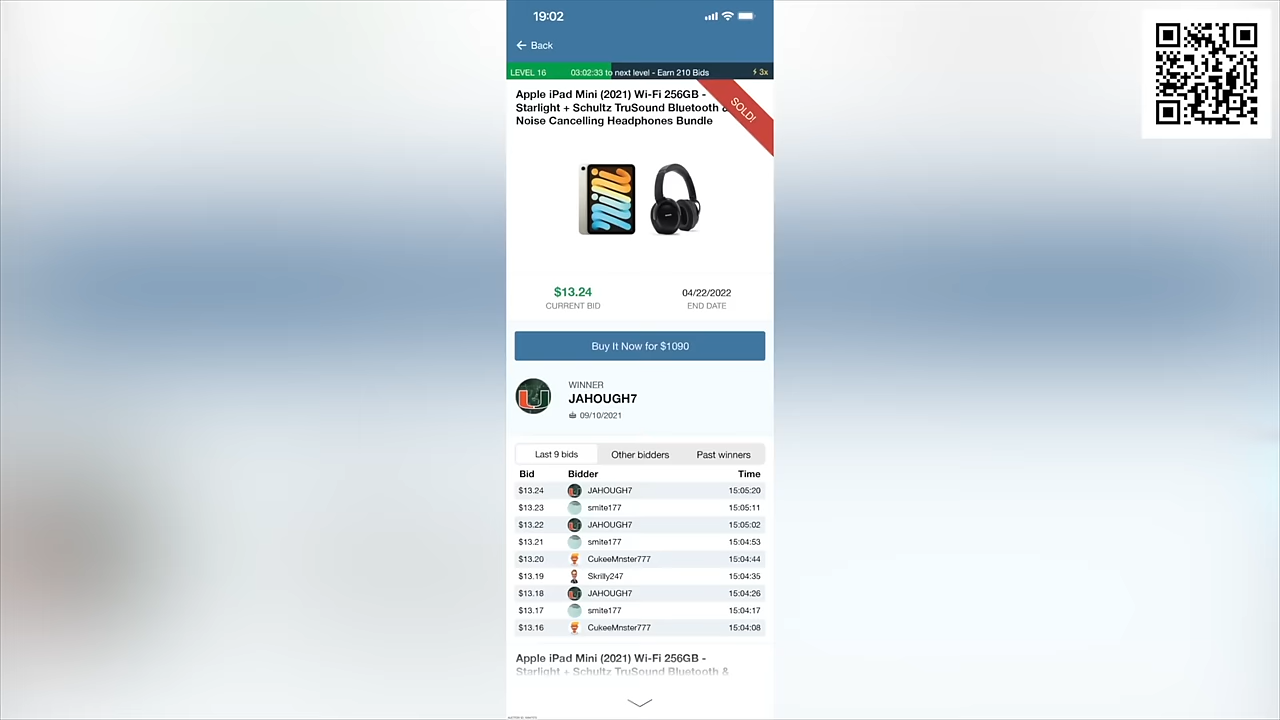 19:02
Back
LEVEL 16 03:02:33 to next level - Earn 210 Bids 3x
Apple iPad Mini (2021) Wi-Fi 256GB -
Starlight + Schultz TruSound Bluetooth &
Noise Cancelling Headphones Bundle
SOLD!
$13.24 04/22/2022
CURRENT BID END DATE
Buy It Now for $1090
WINNER
JAHOUGH7
09/10/2021
Last 9 bids Other bidders Past winners
Bid Bidder Time
$13.24 JAHOUGH7 15:05:20
$13.23 smite177 15:05:11
$13.22 JAHOUGH7 15:05:02
$13.21 smite177 15:04:53
$13.20 CukeeMnster777 15:04:44
$13.19 Skrilly247 15:04:35
$13.18 JAHOUGH7 15:04:26
$13.17 smite177 15:04:17
$13.16 CukeeMnster777 15:04:08
Apple iPad Mini (2021) Wi-Fi 256GB -
Starlight + Schultz TruSound Bluetooth &